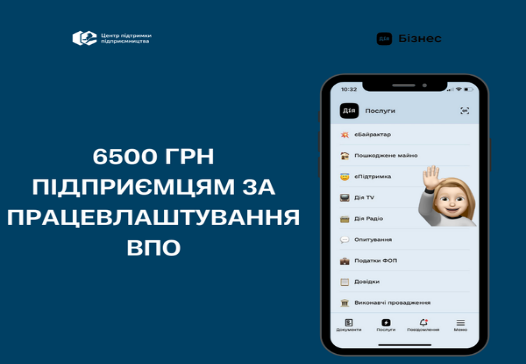 Центр підтримки
підприємництва
Дія Бізнес
6500 ГРН
ПІДПРИЄМЦЯМ ЗА
ПРАЦЕВЛАШТУВАННЯ
ВПО
10:32
Дія Послуги
єБайрактар
Пошкоджене майно
єПідтримка
Дія TV
Дія Радіо
Опитування
Податки ФОП
Довідки
Виконавчі провадження
Документи Послуги Повідомлення Меню